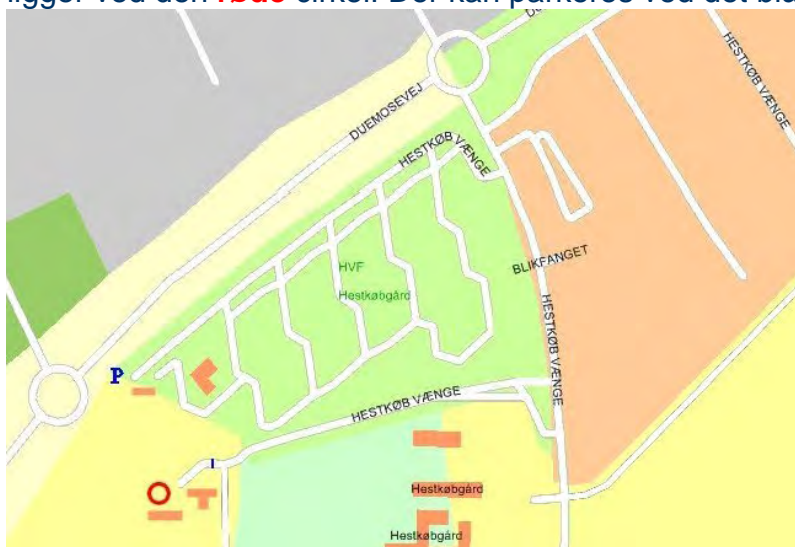 ligger ved den røde cirkel. Der kan parkeres ved det blå
DUEMOSEVEJ
HESTKØB VÆNGE
HESTKØB VÆNGE
HVF
Hestkøbgård
BLIKFANGET
HESTKØB VÆNGE
P
HESTKØB VÆNGE
Hestkøbgård
Hestkøbgård